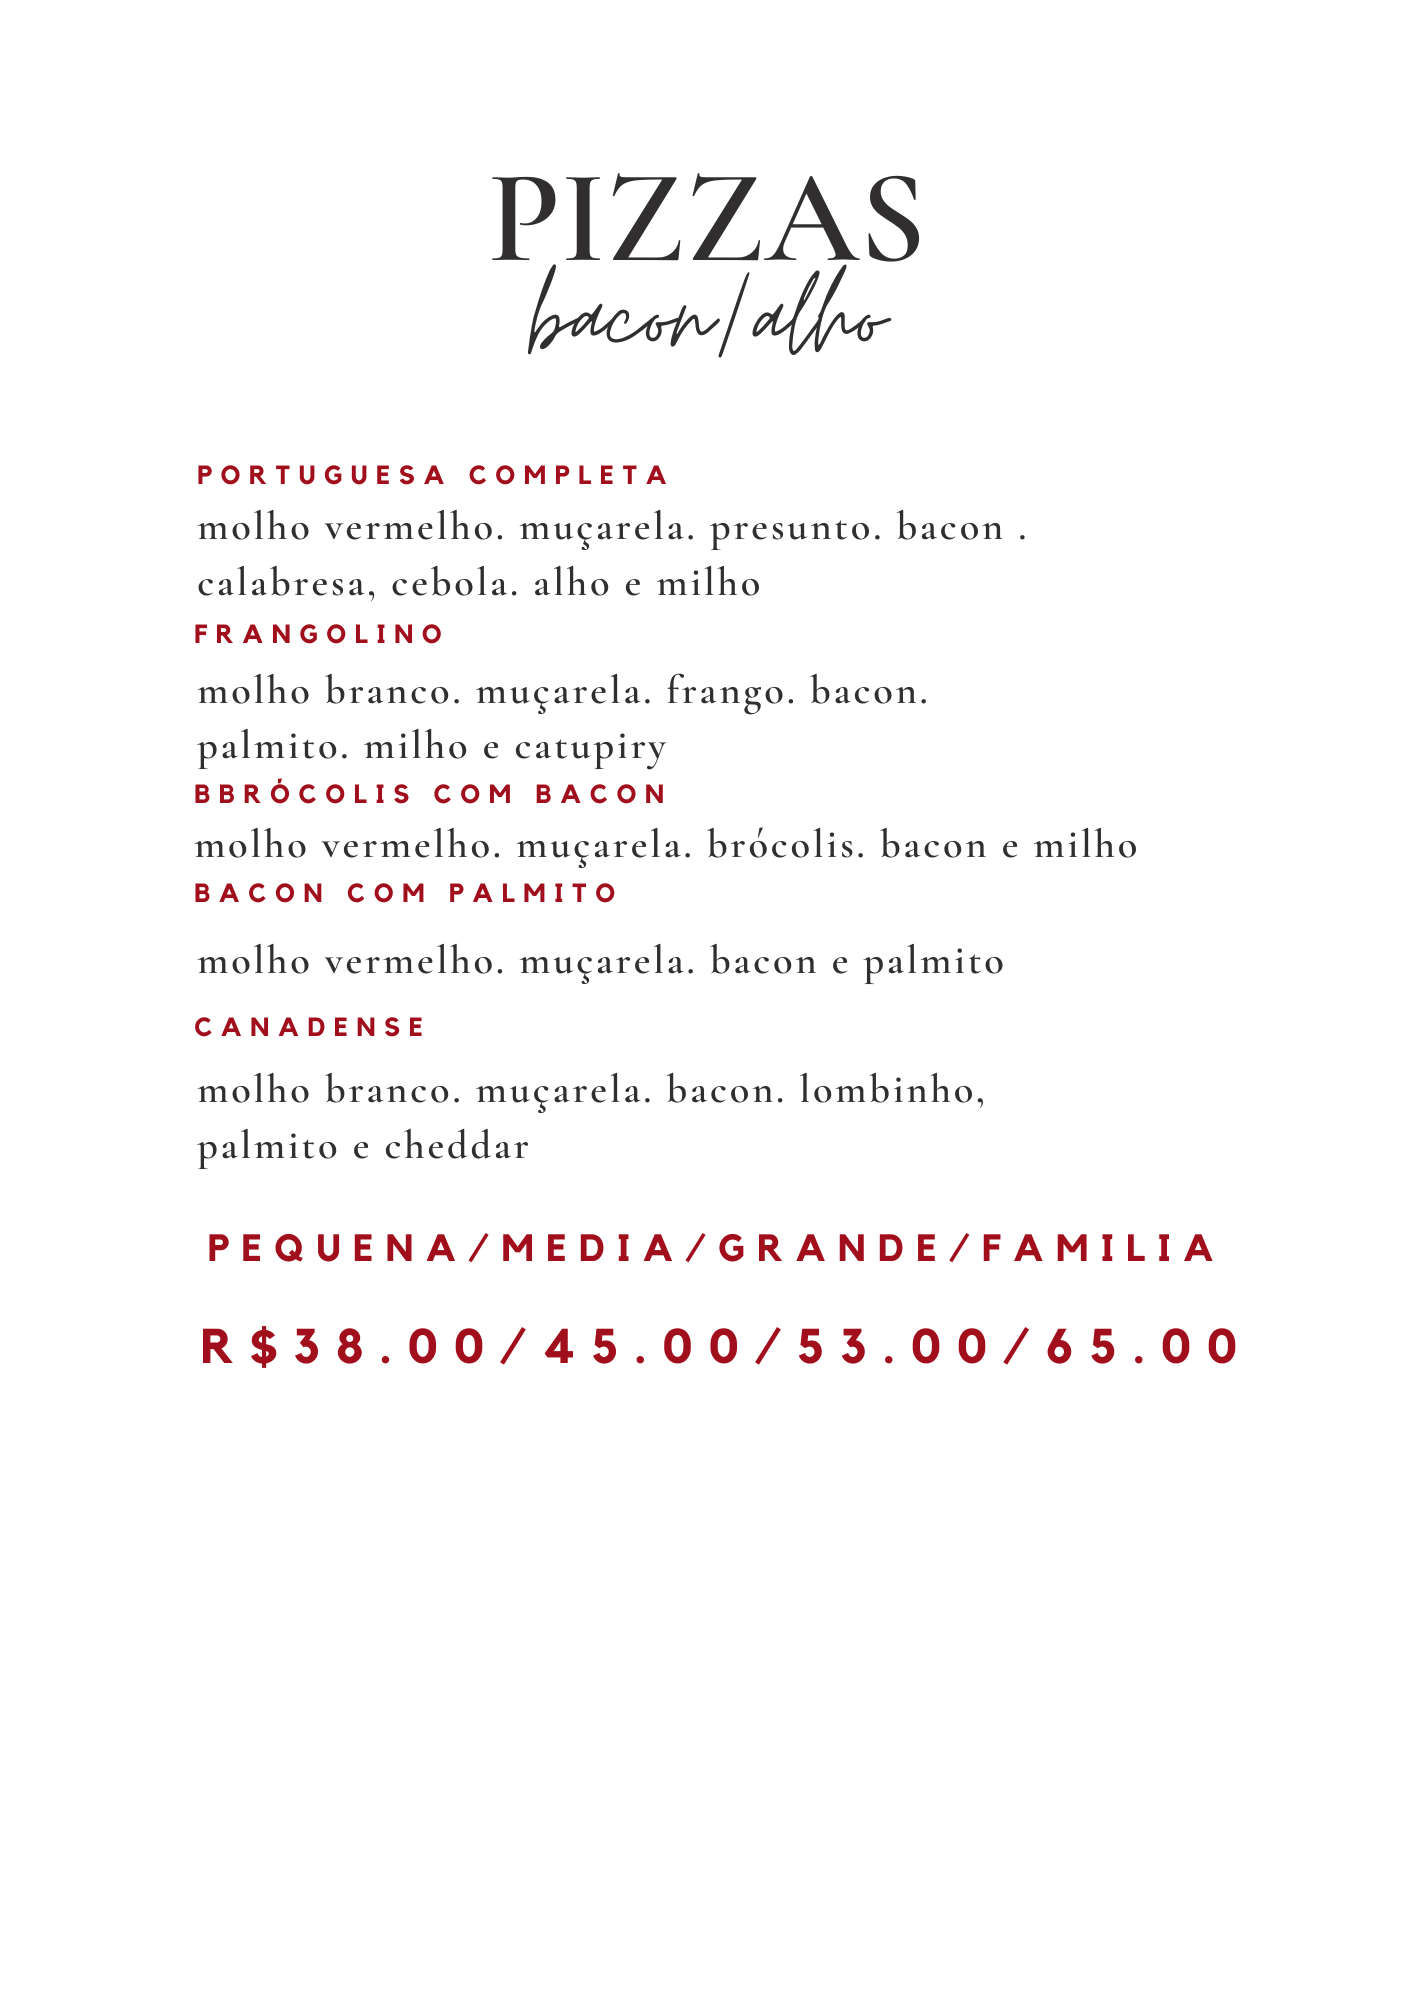 PIZZAS
bacon/alho
PORTUGUESA COMPLETA
molho vermelho. muçarela. presunto. bacon .
calabresa, cebola. alho e milho
FRANGOLINO
molho branco. muçarela. frango. bacon.
palmito. milho e catupiry
BBRÓCOLIS COM BACON
molho vermelho. muçarela. brócolis. bacon e milho
BACON COM PALMITO
molho vermelho. muçarela. bacon e palmito
CANADENSE
molho branco. muçarela. bacon. lombinho,
palmito e cheddar
PEQUENA/MEDIA/GRANDE/FAMILIA
R$38.00/45.00/53.00/65.00